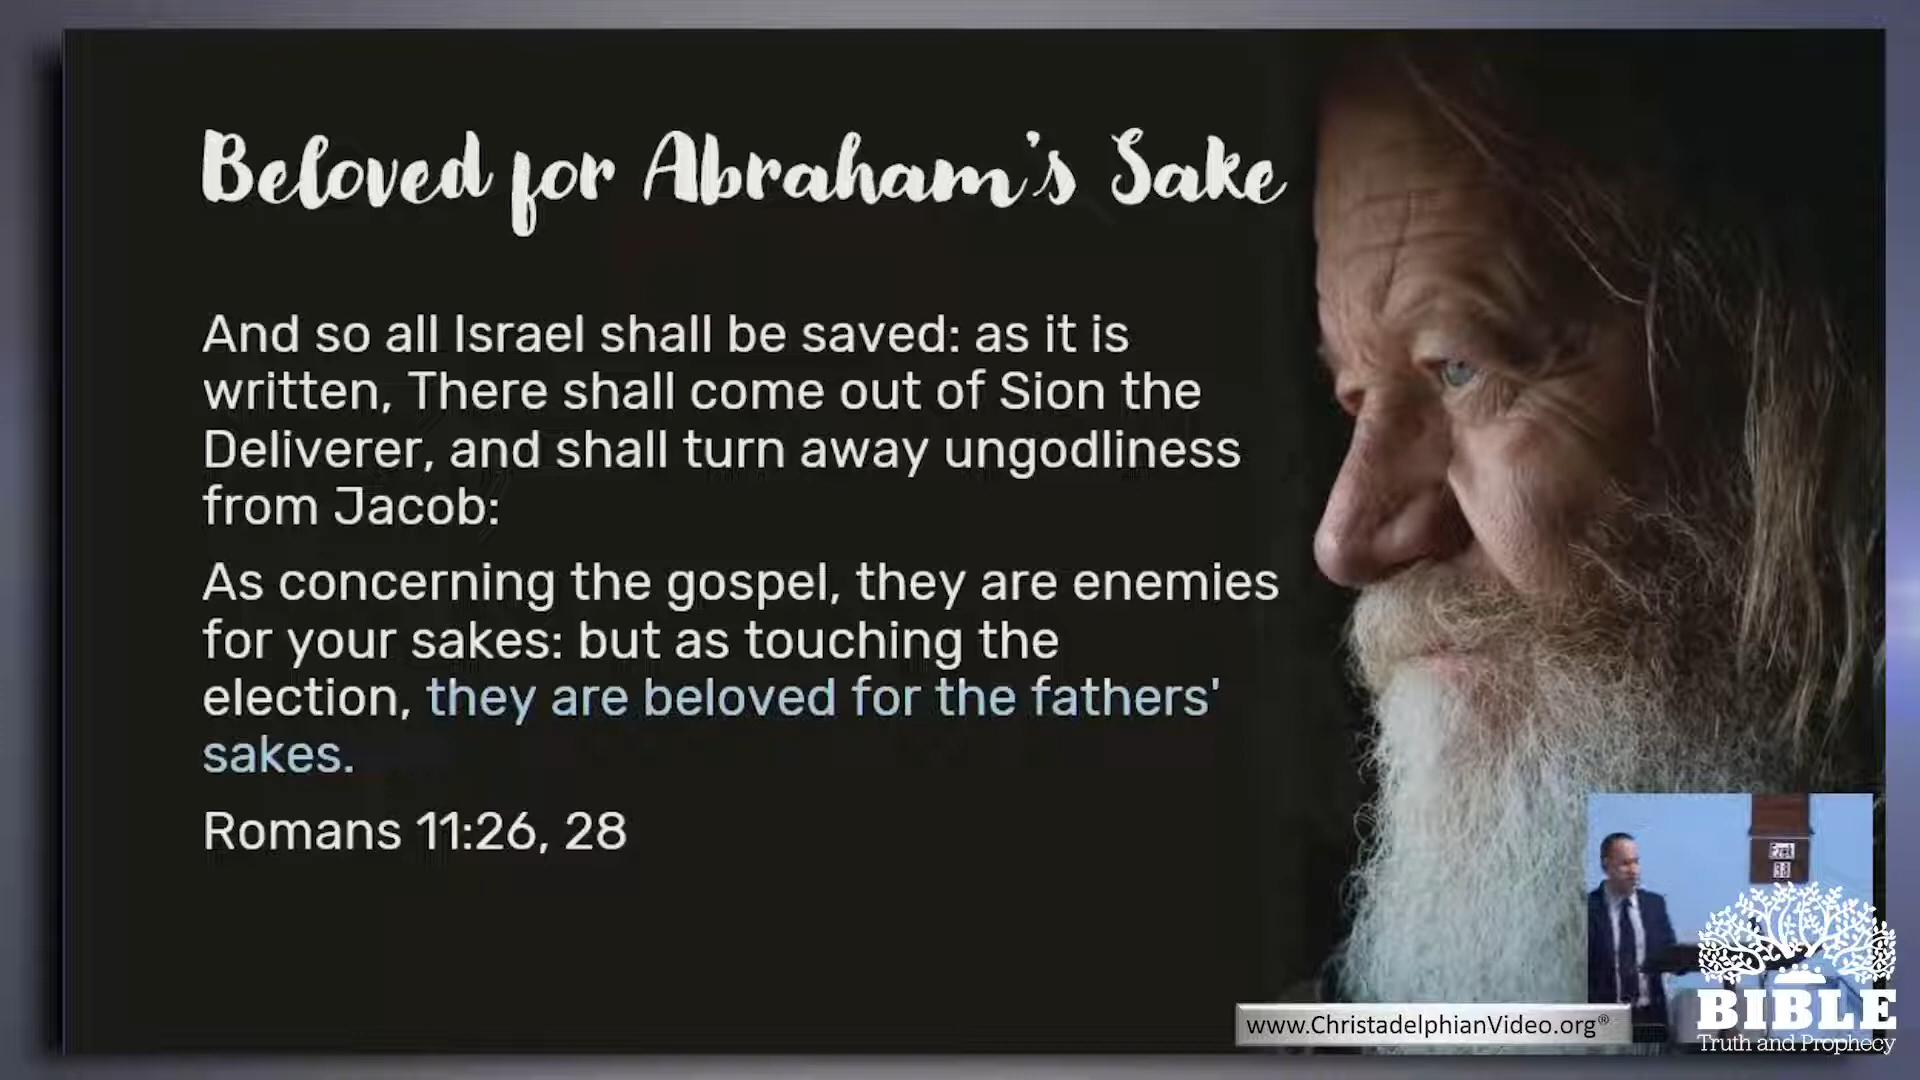 Beloved for Abraham's Sake
And so all Israel shall be saved: as it is
written, There shall come out of Sion the
Deliverer, and shall turn away ungodliness
from Jacob:
As concerning the gospel, they are enemies
for your sakes: but as touching the
election, they are beloved for the fathers'
sakes.
Romans 11:26, 28
Ezek
38
www.ChristadelphianVideo.org®
BIBLE
Truth and Prophecy